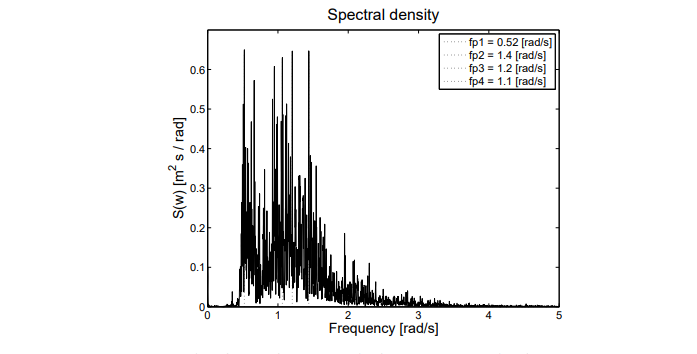 Spectral density
fp1 = 0.52 [rad/s]
fp2 = 1.4 [rad/s]
fp3 = 1.2 [rad/s]
fp4 = 1.1 [rad/s]
S(w) [m² s / rad]
0.6
0.5
0.4
0.3
0.2
0.1
0
0 1 2 3 4 5
Frequency [rad/s]